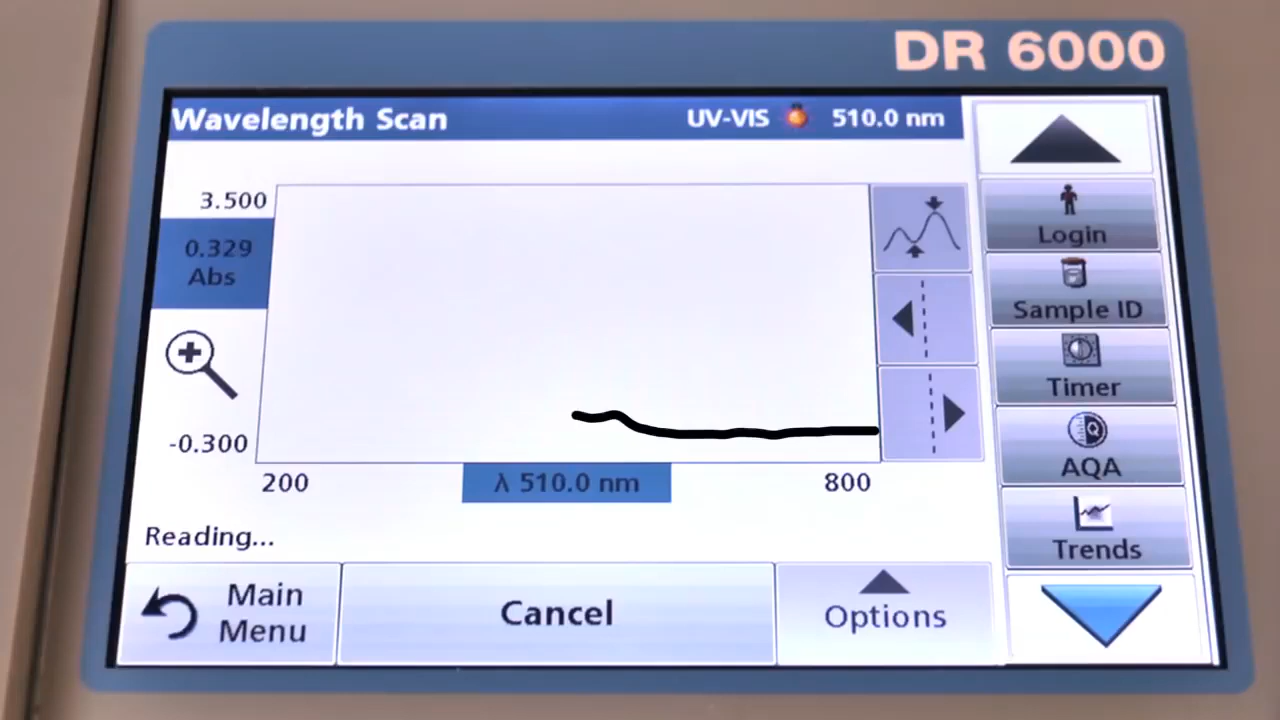 DR 6000
Wavelength Scan UV-VIS 510.0 nm
3.500
0.329
Abs
-0.300
200 λ 510.0 nm 800
Reading...
Main
Menu
Cancel
Options
Login
Sample ID
Timer
AQA
Trends